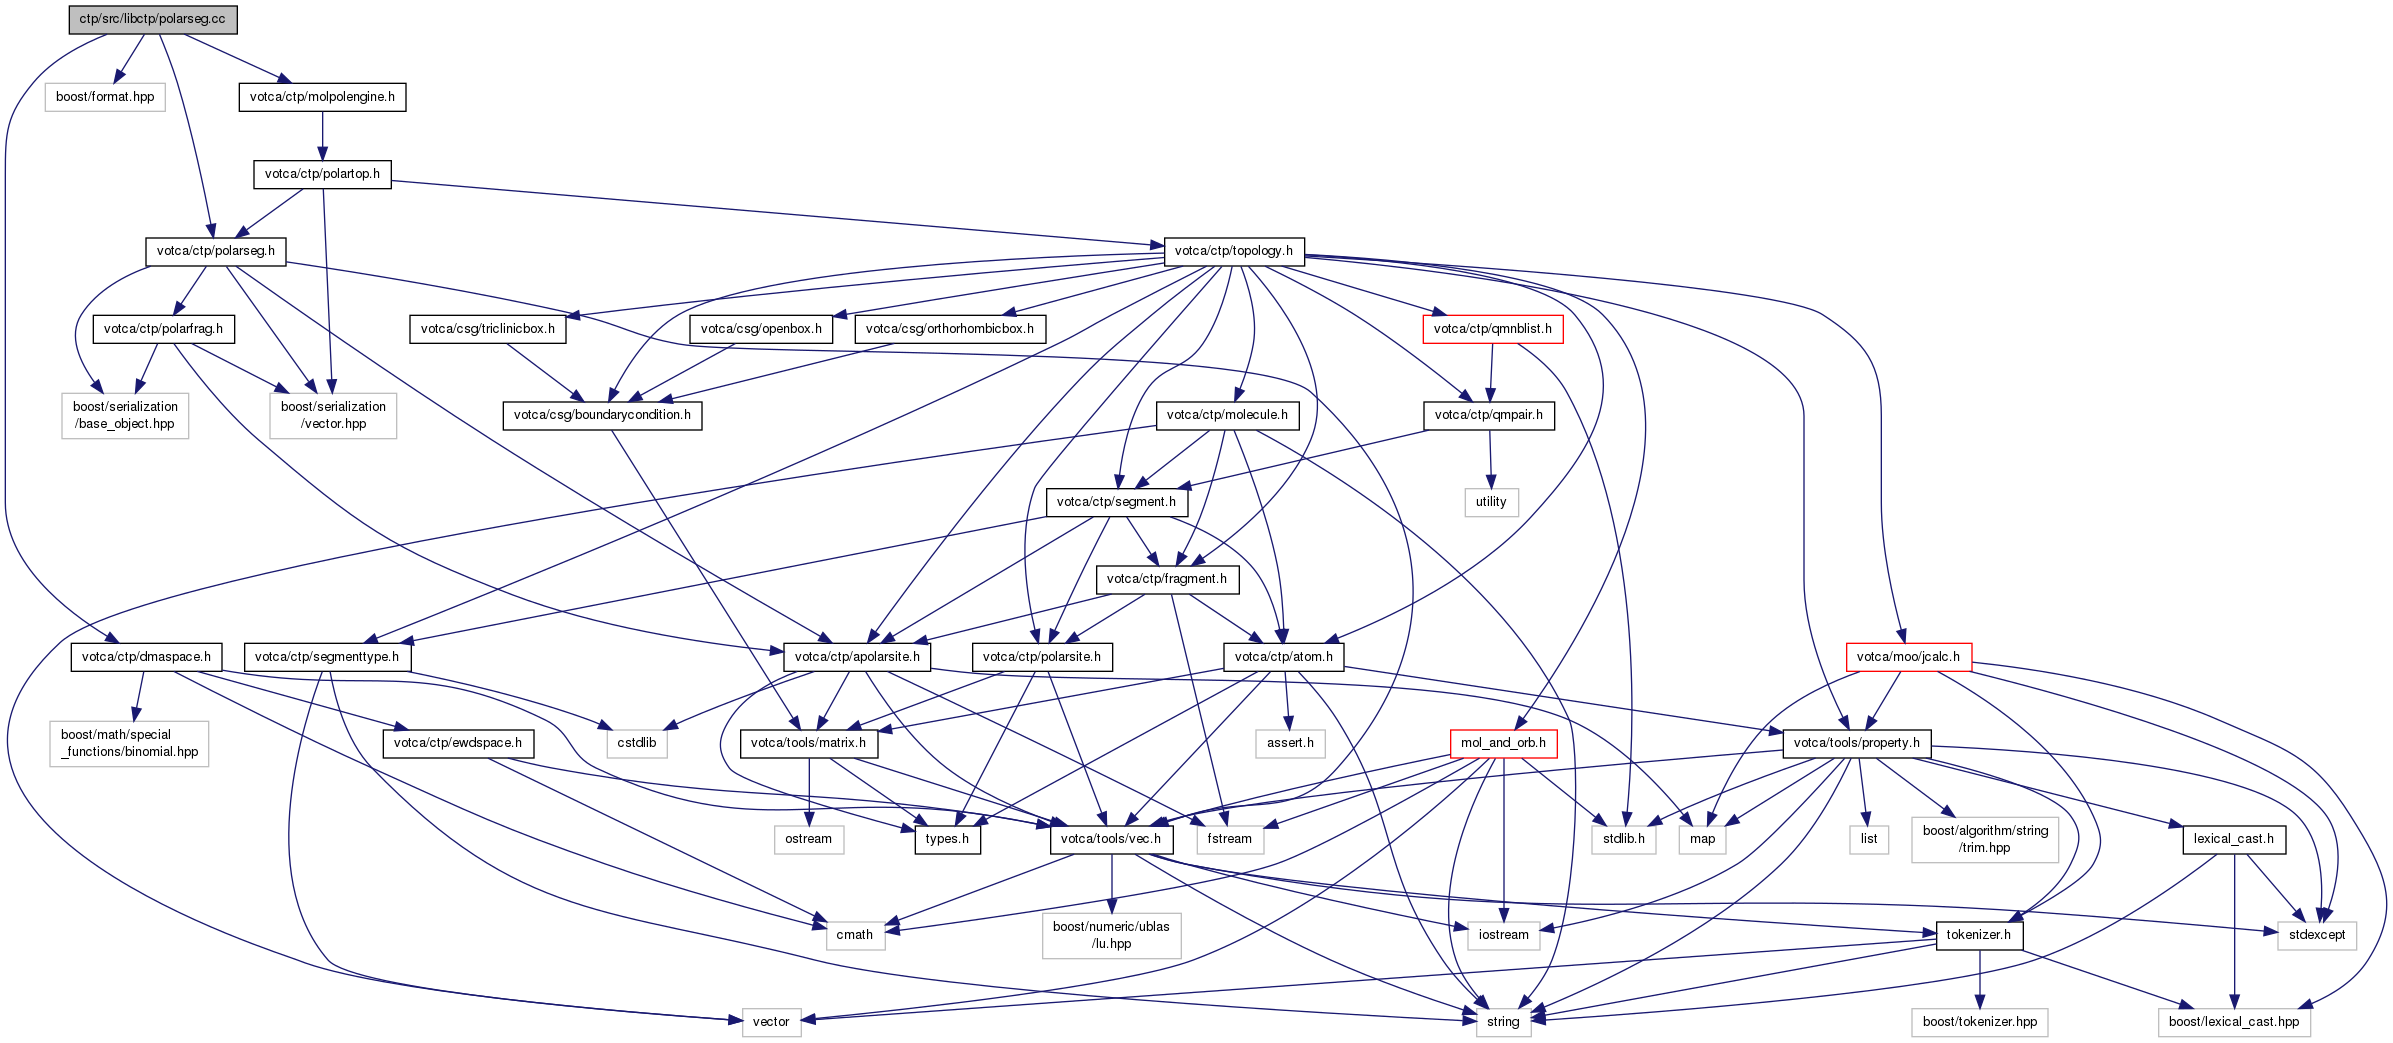 ctp/src/libctp/polarseg.cc
boost/format.hpp
votca/ctp/molpolengine.h
votca/ctp/polartop.h
votca/ctp/polarseg.h
votca/ctp/topology.h
votca/ctp/polarfrag.h
votca/csg/triclinicbox.h
votca/csg/openbox.h
votca/csg/orthorhombicbox.h
votca/ctp/qmnblist.h
boost/serialization
/base_object.hpp
boost/serialization
/vector.hpp
votca/csg/boundarycondition.h
votca/ctp/molecule.h
votca/ctp/qmpair.h
votca/ctp/segment.h
utility
votca/ctp/fragment.h
votca/ctp/dmaspace.h
votca/ctp/segmenttype.h
votca/ctp/apolarsite.h
votca/ctp/polarsite.h
votca/ctp/atom.h
votca/moo/jcalc.h
boost/math/special
_functions/binomial.hpp
votca/ctp/ewdspace.h
cstdlib
votca/tools/matrix.h
assert.h
mol_and_orb.h
votca/tools/property.h
ostream
types.h
votca/tools/vec.h
fstream
stdlib.h
map
list
boost/algorithm/string
/trim.hpp
lexical_cast.h
cmath
boost/numeric/ublas
/lu.hpp
iostream
tokenizer.h
stdexcept
vector
string
boost/tokenizer.hpp
boost/lexical_cast.hpp